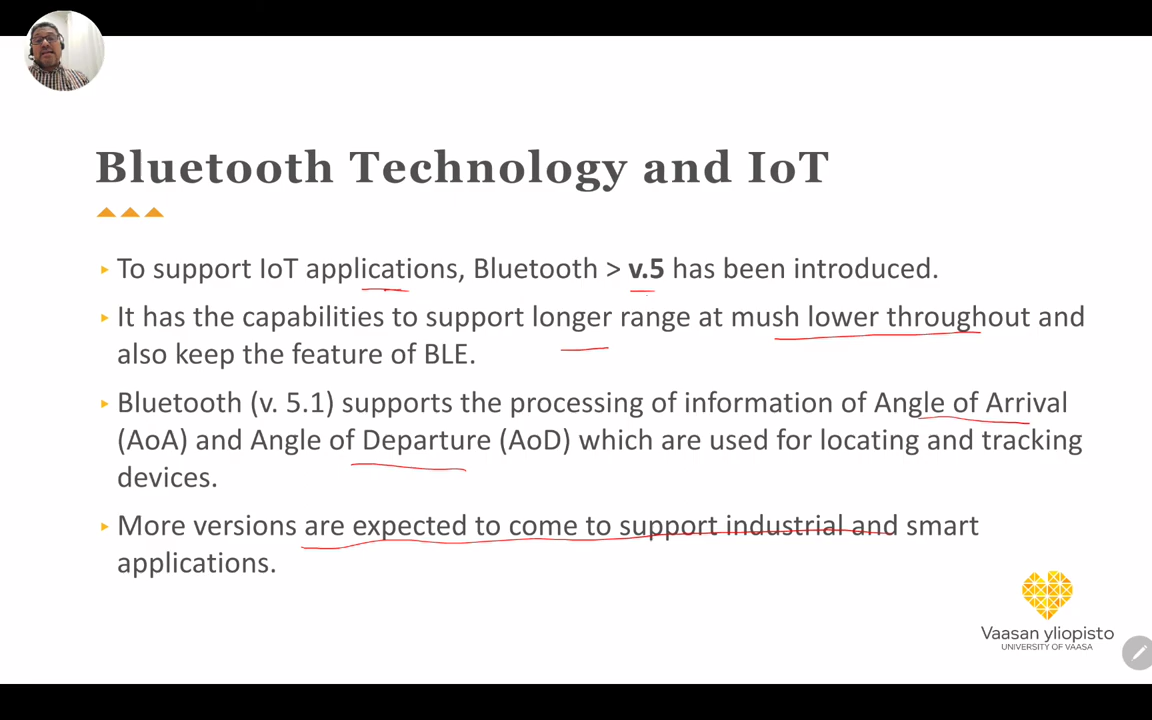 Bluetooth Technology and IoT
To support IoT applications, Bluetooth > v.5 has been introduced.
It has the capabilities to support longer range at mush lower throughout and
also keep the feature of BLE.
Bluetooth (v. 5.1) supports the processing of information of Angle of Arrival
(AoA) and Angle of Departure (AoD) which are used for locating and tracking
devices.
More versions are expected to come to support industrial and smart
applications.
Vaasan yliopisto
UNIVERSITY OF VAASA